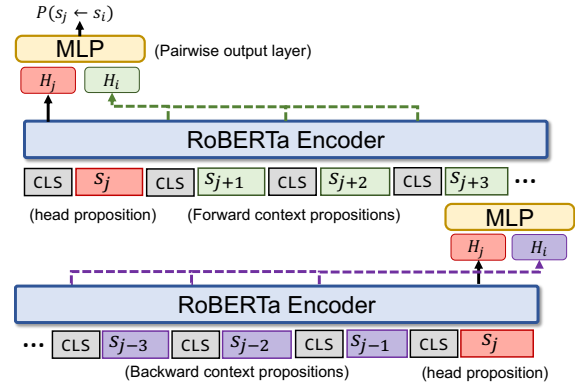 P(s_j ← s_i)
MLP (Pairwise output layer)
H_j H_i
RoBERTa Encoder
CLS s_j CLS s_{j+1} CLS s_{j+2} CLS s_{j+3} ...
(head proposition) (Forward context propositions)
MLP
H_j H_i
RoBERTa Encoder
... CLS s_{j-3} CLS s_{j-2} CLS s_{j-1} CLS s_j
(Backward context propositions) (head proposition)